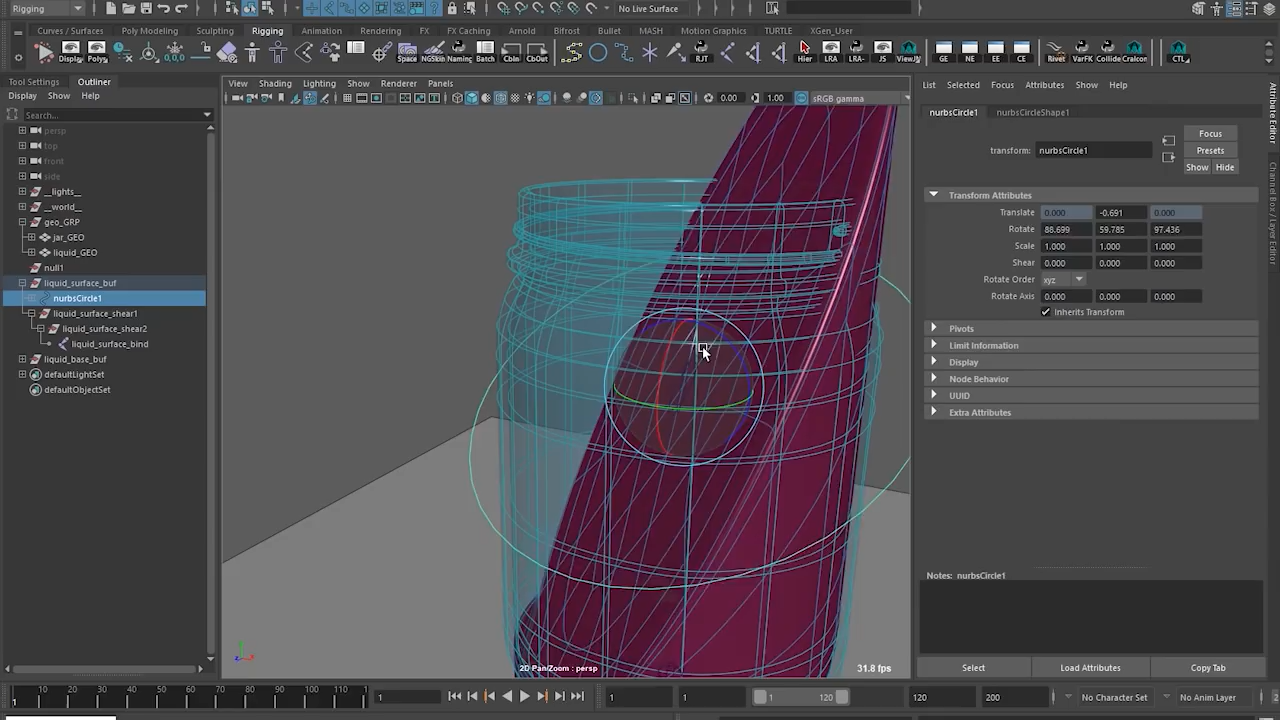 Rigging
No Live Surface
Curves / Surfaces Poly Modeling Sculpting Rigging Animation Rendering FX FX Caching Arnold Bifrost Bullet MASH Motion Graphics TURTLE XGen_User
Display Poly Space NGSkin Naming Batch CbIn CbOut RJT Hier LRA LRA- JS ViewJ GE NE EE CE Rivet VarFK Collide Cralcon CTL
Tool Settings Outliner
Display Show Help
Search...
persp
top
front
side
__lights__
__world__
geo_GRP
jar_GEO
liquid_GEO
null1
liquid_surface_buf
nurbsCircle1
liquid_surface_shear1
liquid_surface_shear2
liquid_surface_bind
liquid_base_buf
defaultLightSet
defaultObjectSet
View Shading Lighting Show Renderer Panels
0.00 1.00 sRGB gamma
2D Pan/Zoom : persp
31.8 fps
List Selected Focus Attributes Show Help
nurbsCircle1 nurbsCircleShape1
transform: nurbsCircle1
Focus
Presets
Show Hide
Transform Attributes
Translate 0.000 -0.691 0.000
Rotate 88.699 59.785 97.436
Scale 1.000 1.000 1.000
Shear 0.000 0.000 0.000
Rotate Order xyz
Rotate Axis 0.000 0.000 0.000
Inherits Transform
Pivots
Limit Information
Display
Node Behavior
UUID
Extra Attributes
Notes: nurbsCircle1
Select Load Attributes Copy Tab
Attribute Editor
Channel Box / Layer Editor
10 20 30 40 50 60 70 80 90 100 110
1
1 1 1 120 120 200 No Character Set No Anim Layer